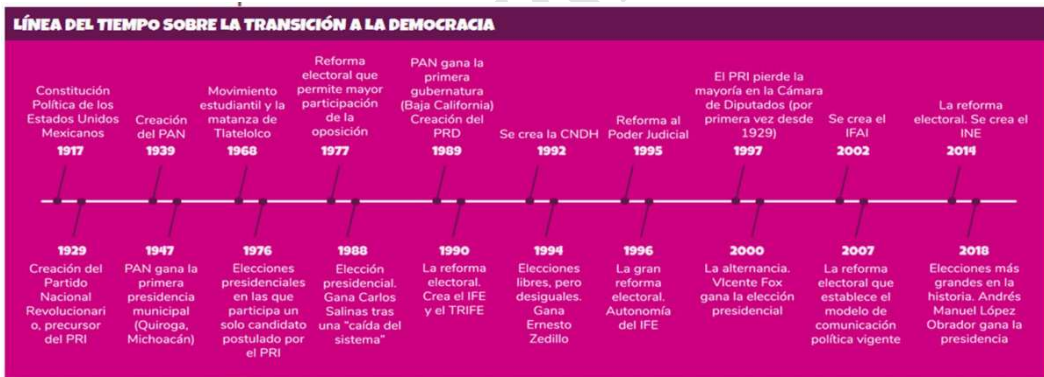 LÍNEA DEL TIEMPO SOBRE LA TRANSICIÓN A LA DEMOCRACIA
Constitución
Política de los
Estados Unidos
Mexicanos
1917
Creación
del PAN
1939
Movimiento
estudiantil y la
matanza de
Tlatelolco
1968
Reforma
electoral que
permite mayor
participación
de la
oposición
1977
PAN gana la
primera
gubernatura
(Baja California)
Creación del
PRD
1989
Se crea la CNDH
1992
Reforma al
Poder Judicial
1995
El PRI pierde la
mayoría en la Cámara
de Diputados (por
primera vez desde
1929)
1997
Se crea el
IFAI
2002
La reforma
electoral. Se crea el
INE
2014
1929
Creación del
Partido
Nacional
Revolucionari
o, precursor
del PRI
1947
PAN gana la
primera
presidencia
municipal
(Quiroga,
Michoacán)
1976
Elecciones
presidenciales
en las que
participa un
solo candidato
postulado por
el PRI
1988
Elección
presidencial.
Gana Carlos
Salinas tras
una "caída del
sistema"
1990
La reforma
electoral.
Crea el IFE
y el TRIFE
1994
Elecciones
libres, pero
desiguales.
Gana
Ernesto
Zedillo
1996
La gran
reforma
electoral.
Autonomía
del IFE
2000
La alternancia.
VIcente Fox
gana la elección
presidencial
2007
La reforma
electoral que
establece el
modelo de
comunicación
política vigente
2018
Elecciones más
grandes en la
historia. Andrés
Manuel López
Obrador gana la
presidencia